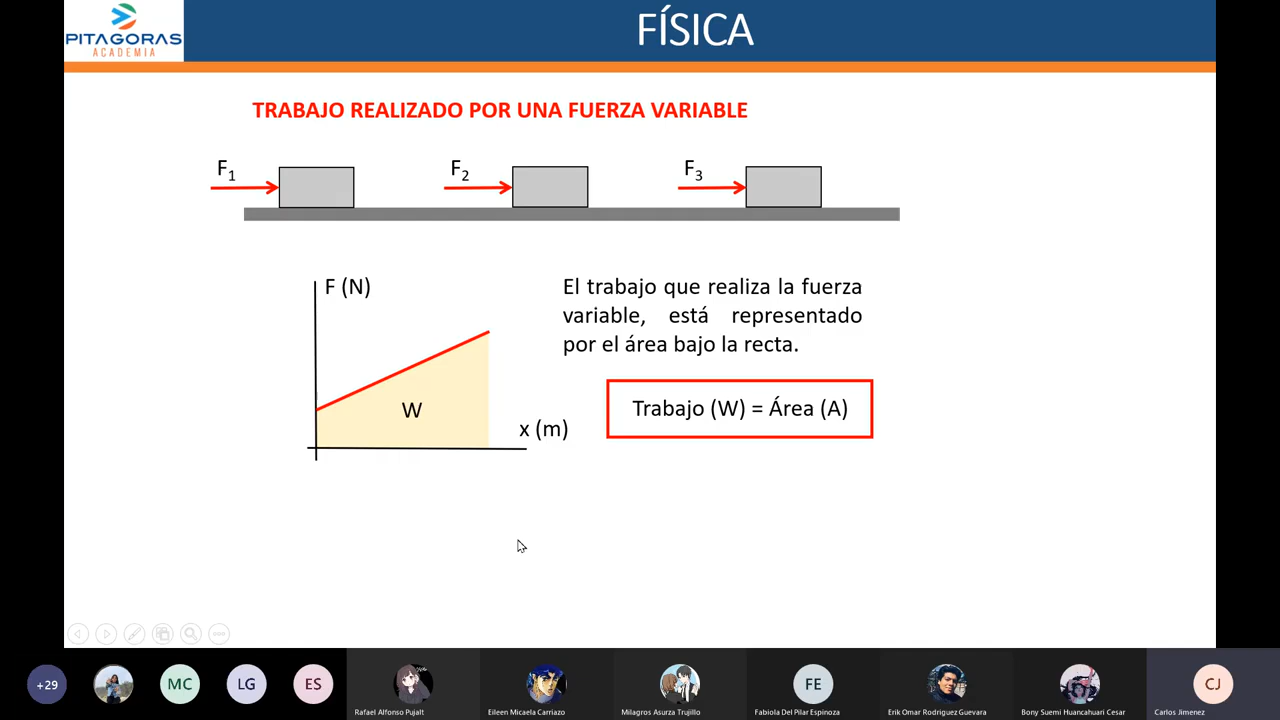 PITAGORAS
ACADEMIA
FÍSICA
TRABAJO REALIZADO POR UNA FUERZA VARIABLE
F1
F2
F3
F (N)
W
x (m)
El trabajo que realiza la fuerza
variable, está representado
por el área bajo la recta.
Trabajo (W) = Área (A)
+29
MC
LG
ES
FE
CJ
Rafael Alfonso Pujalt
Eileen Micaela Carriazo
Milagros Asurza Trujillo
Fabiola Del Pilar Espinoza
Erik Omar Rodriguez Guevara
Bony Suemi Huancahuari Cesar
Carlos Jimenez